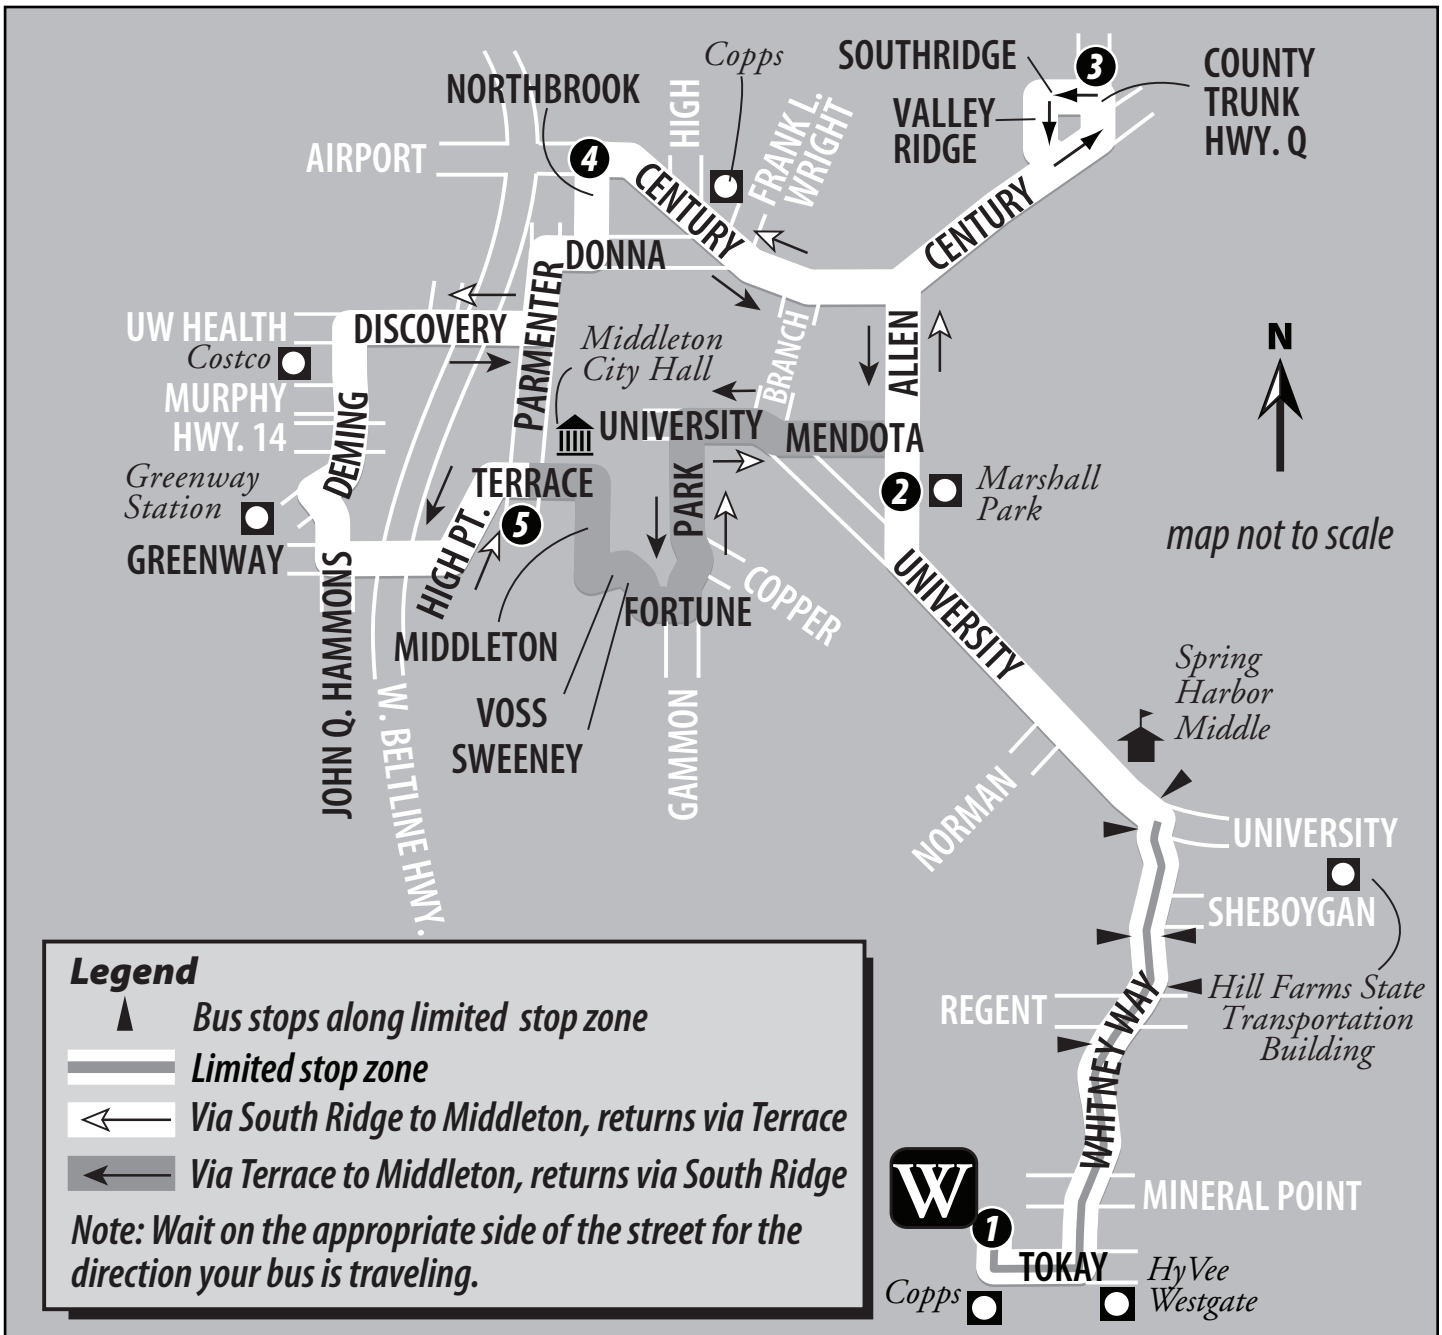 Copps
SOUTHRIDGE
3
COUNTY
TRUNK
HWY. Q
NORTHBROOK
HIGH
FRANK L.
WRIGHT
VALLEY
RIDGE
AIRPORT
4
CENTURY
CENTURY
DONNA
PARMENTER
UW HEALTH
DISCOVERY
Costco
Middleton
City Hall
BRANCH
ALLEN
N
MURPHY
HWY. 14
DEMING
UNIVERSITY
MENDOTA
Greenway
Station
TERRACE
PARK
2
Marshall
Park
HIGH PT.
5
map not to scale
GREENWAY
COPPER
FORTUNE
UNIVERSITY
MIDDLETON
JOHN Q. HAMMONS
W. BELTLINE HWY.
VOSS
SWEENEY
GAMMON
Spring
Harbor
Middle
NORMAN
UNIVERSITY
SHEBOYGAN
REGENT
Hill Farms State
Transportation
Building
WHITNEY WAY
W
MINERAL POINT
1
TOKAY
HyVee
Westgate
Copps
Legend
Bus stops along limited stop zone
Limited stop zone
Via South Ridge to Middleton, returns via Terrace
Via Terrace to Middleton, returns via South Ridge
Note: Wait on the appropriate side of the street for the
direction your bus is traveling.